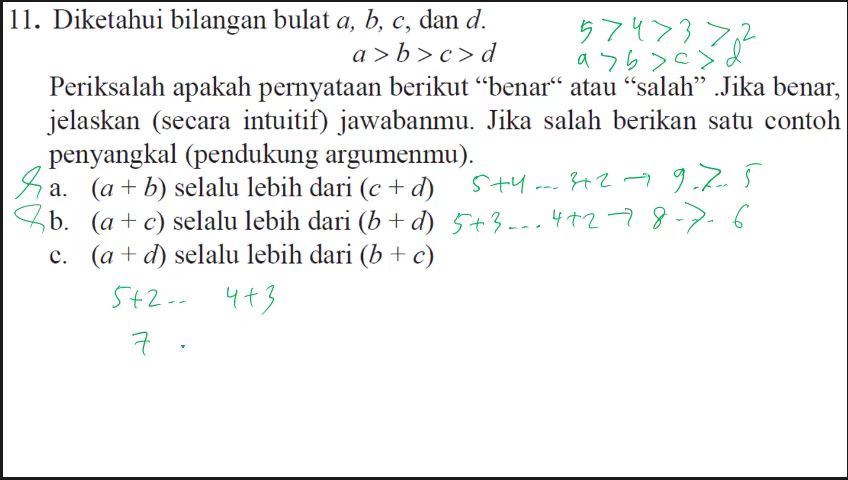 11. Diketahui bilangan bulat a, b, c, dan d.
5 > 4 > 3 > 2
a > b > c > d
a > b > c > d
Periksalah apakah pernyataan berikut “benar“ atau “salah” .Jika benar,
jelaskan (secara intuitif) jawabanmu. Jika salah berikan satu contoh
penyangkal (pendukung argumenmu).
a. (a + b) selalu lebih dari (c + d) 5+4 ... 3+2 → 9 .>.. 5
b. (a + c) selalu lebih dari (b + d) 5+3 .... 4+2 → 8 ..>.. 6
c. (a + d) selalu lebih dari (b + c)
5+2 ... 4+3
7 .